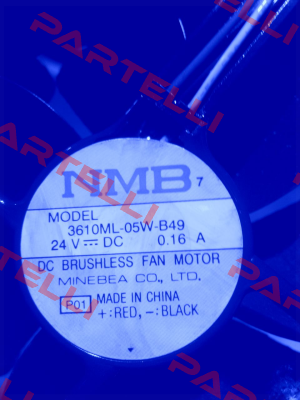 PARTELLI
NMB 7
MODEL
3610ML-05W-B49
24 V⎓DC 0.16 A
DC BRUSHLESS FAN MOTOR
MINEBEA CO., LTD.
P01 MADE IN CHINA
+:RED, -:BLACK
PARTELLI
PARTELLI
PARTELLI